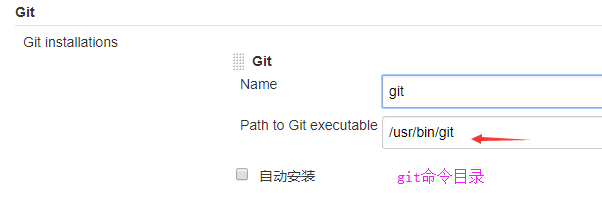 Git
Git installations
Git
Name
git
Path to Git executable
/usr/bin/git
自动安装
git命令目录